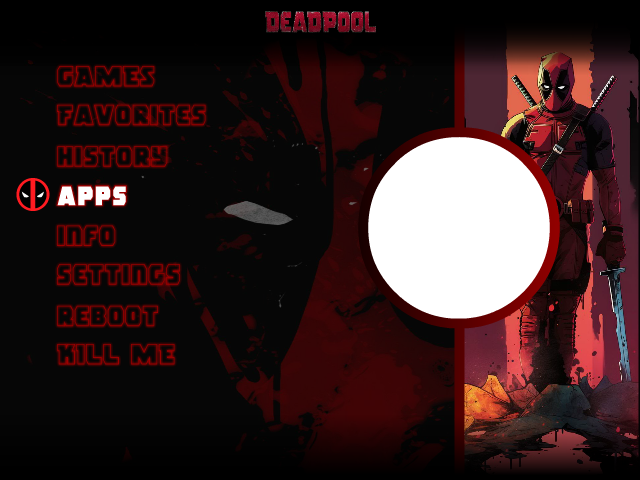 DEADPOOL
GAMES
FAVORITES
HISTORY
APPS
INFO
SETTINGS
REBOOT
KILL ME